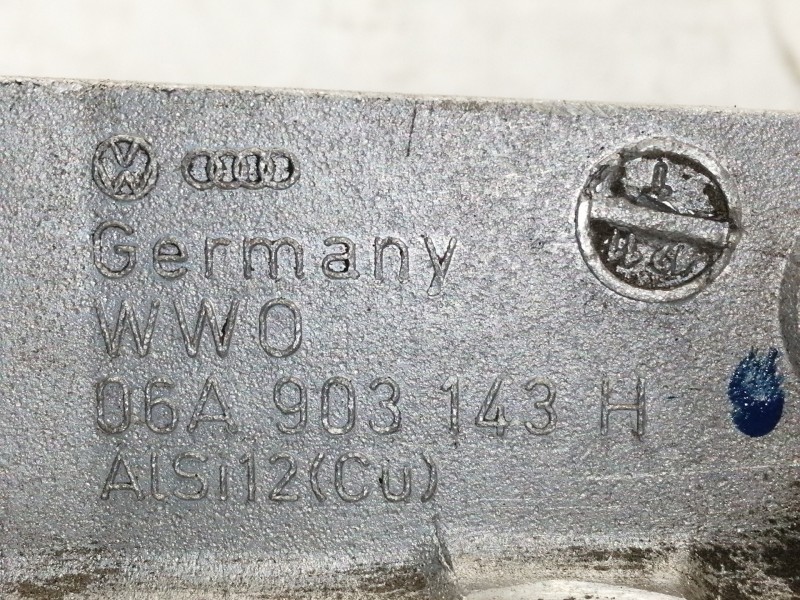 Germany
WWO
06A 903 143 H
AlSi12(Cu)